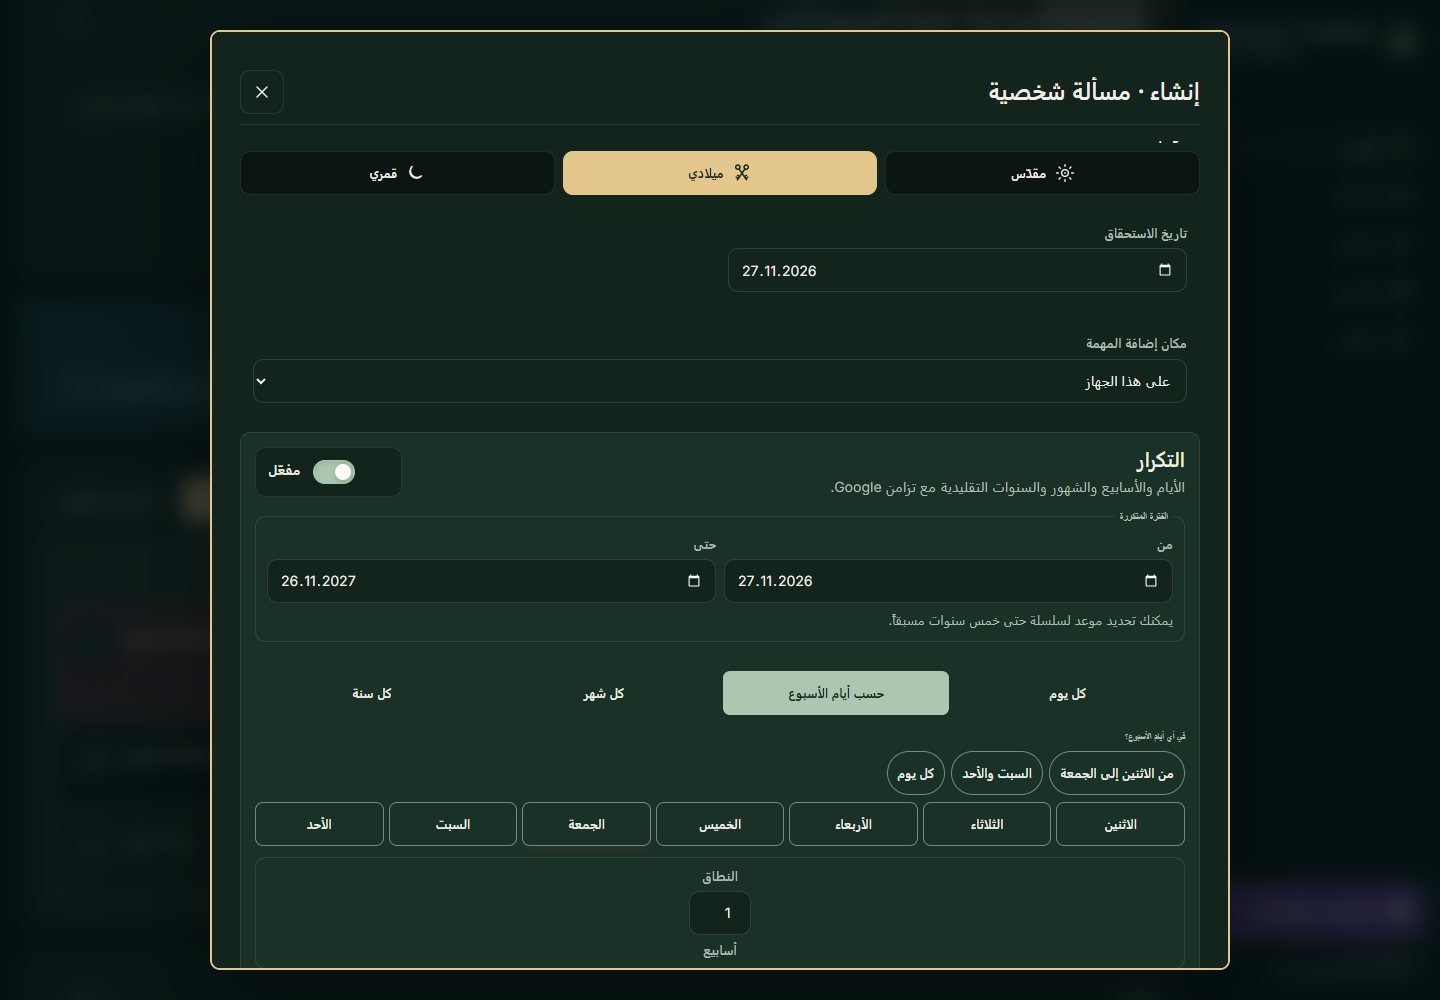 إنشاء · مسألة شخصية
مقدّس
ميلادي
قمري
تاريخ الاستحقاق
27.11.2026
مكان إضافة المهمة
على هذا الجهاز
التكرار
مفعّل
الأيام والأسابيع والشهور والسنوات التقليدية مع تزامن Google.
الفترة المتكررة
من
حتى
27.11.2026
26.11.2027
يمكنك تحديد موعد لسلسلة حتى خمس سنوات مسبقاً.
كل يوم
حسب أيام الأسبوع
كل شهر
كل سنة
في أي أيام الأسبوع؟
من الاثنين إلى الجمعة
السبت والأحد
كل يوم
الاثنين
الثلاثاء
الأربعاء
الخميس
الجمعة
السبت
الأحد
النطاق
1
أسابيع